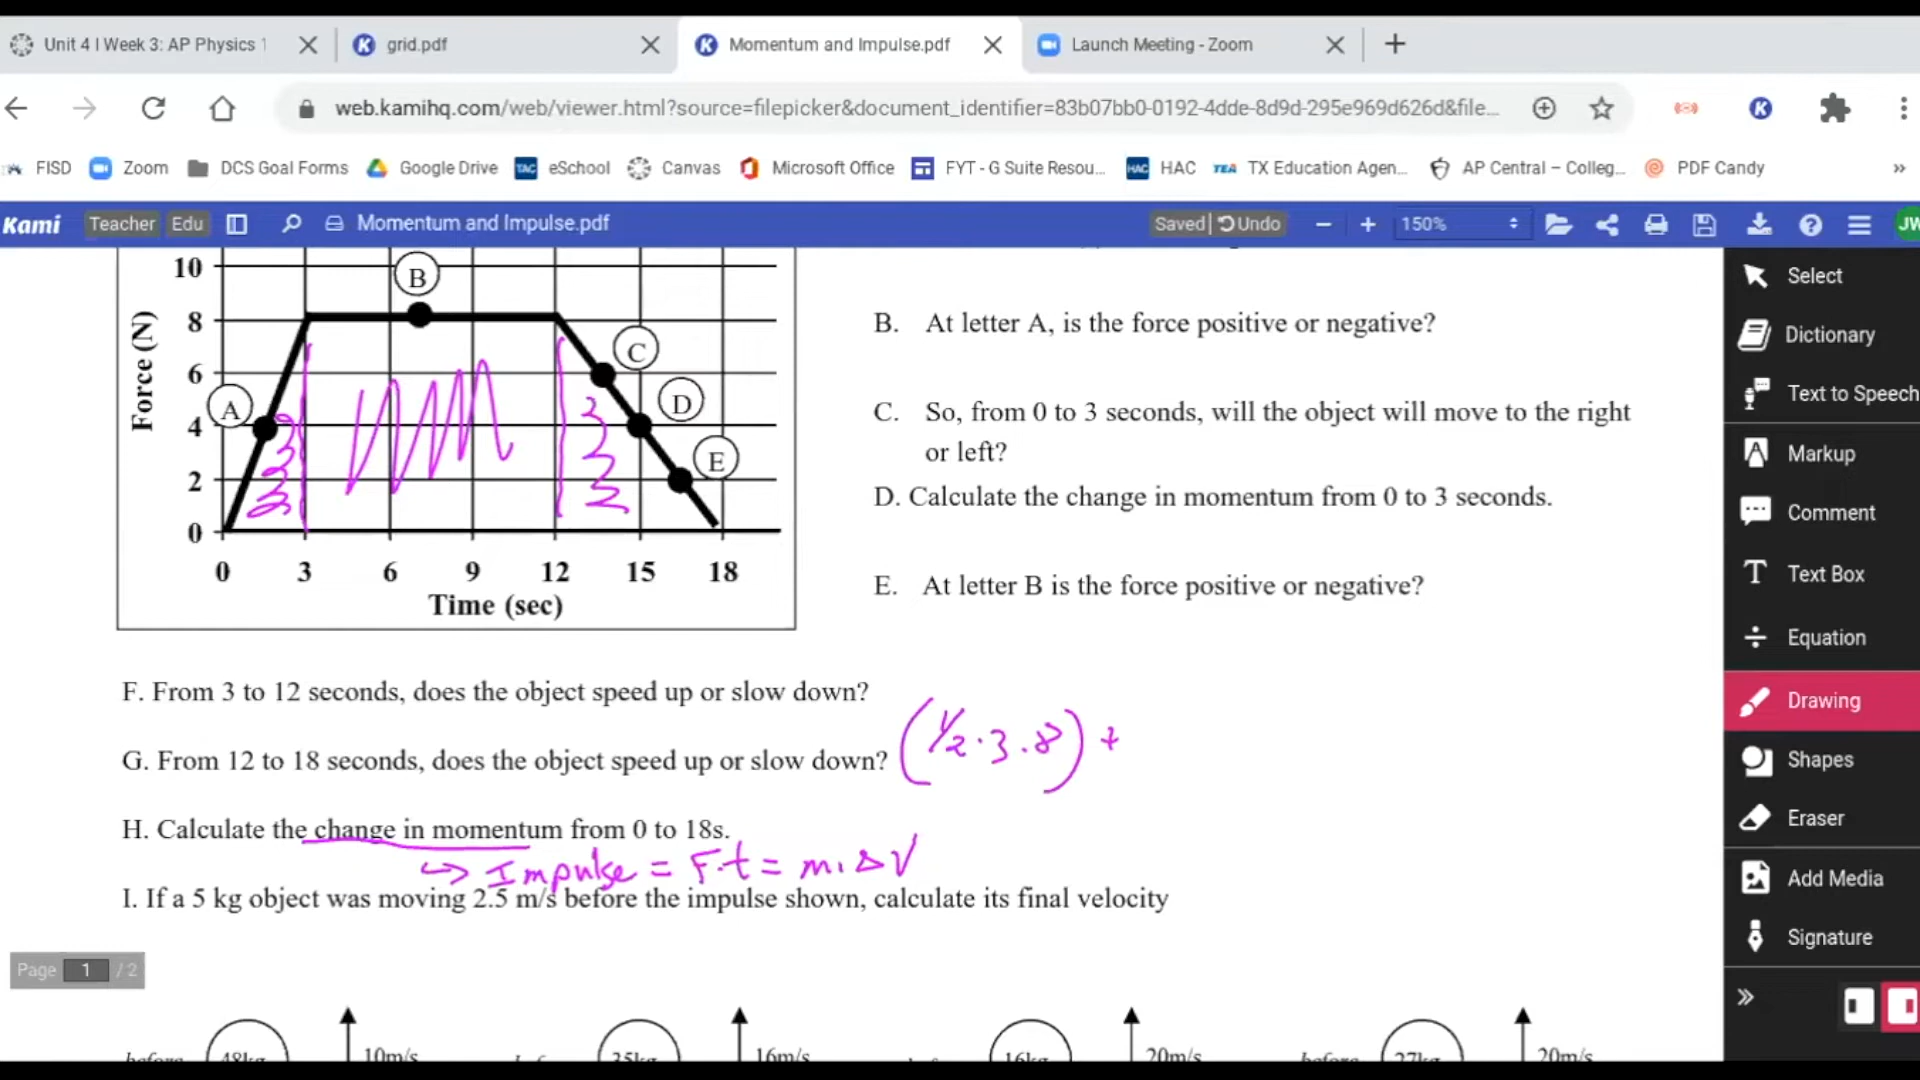 Unit 4 | Week 3: AP Physics 1
grid.pdf
Momentum and Impulse.pdf
Launch Meeting - Zoom
web.kamihq.com/web/viewer.html?source=filepicker&document_identifier=83b07bb0-0192-4dde-8d9d-295e969d626d&file...
FISD Zoom DCS Goal Forms Google Drive TAC eSchool Canvas Microsoft Office FYT - G Suite Resou... HAC HAC TEA TX Education Agen... AP Central – Colleg... PDF Candy »
Kami Teacher Edu Momentum and Impulse.pdf Saved Undo 150% JW
Select
Dictionary
Text to Speech
Markup
Comment
Text Box
Equation
Drawing
Shapes
Eraser
Add Media
Signature
Force (N)
10
8
6
4
2
0
A
B
C
D
E
0 3 6 9 12 15 18
Time (sec)
B. At letter A, is the force positive or negative?
C. So, from 0 to 3 seconds, will the object will move to the right
or left?
D. Calculate the change in momentum from 0 to 3 seconds.
E. At letter B is the force positive or negative?
F. From 3 to 12 seconds, does the object speed up or slow down?
G. From 12 to 18 seconds, does the object speed up or slow down?
(1/2 · 3 · 8) +
H. Calculate the change in momentum from 0 to 18s.
↪ Impulse = F·t = m·ΔV
I. If a 5 kg object was moving 2.5 m/s before the impulse shown, calculate its final velocity
Page 1 / 2
before 48kg 10m/s 35kg 16m/s 16kg 20m/s before 27kg 20m/s